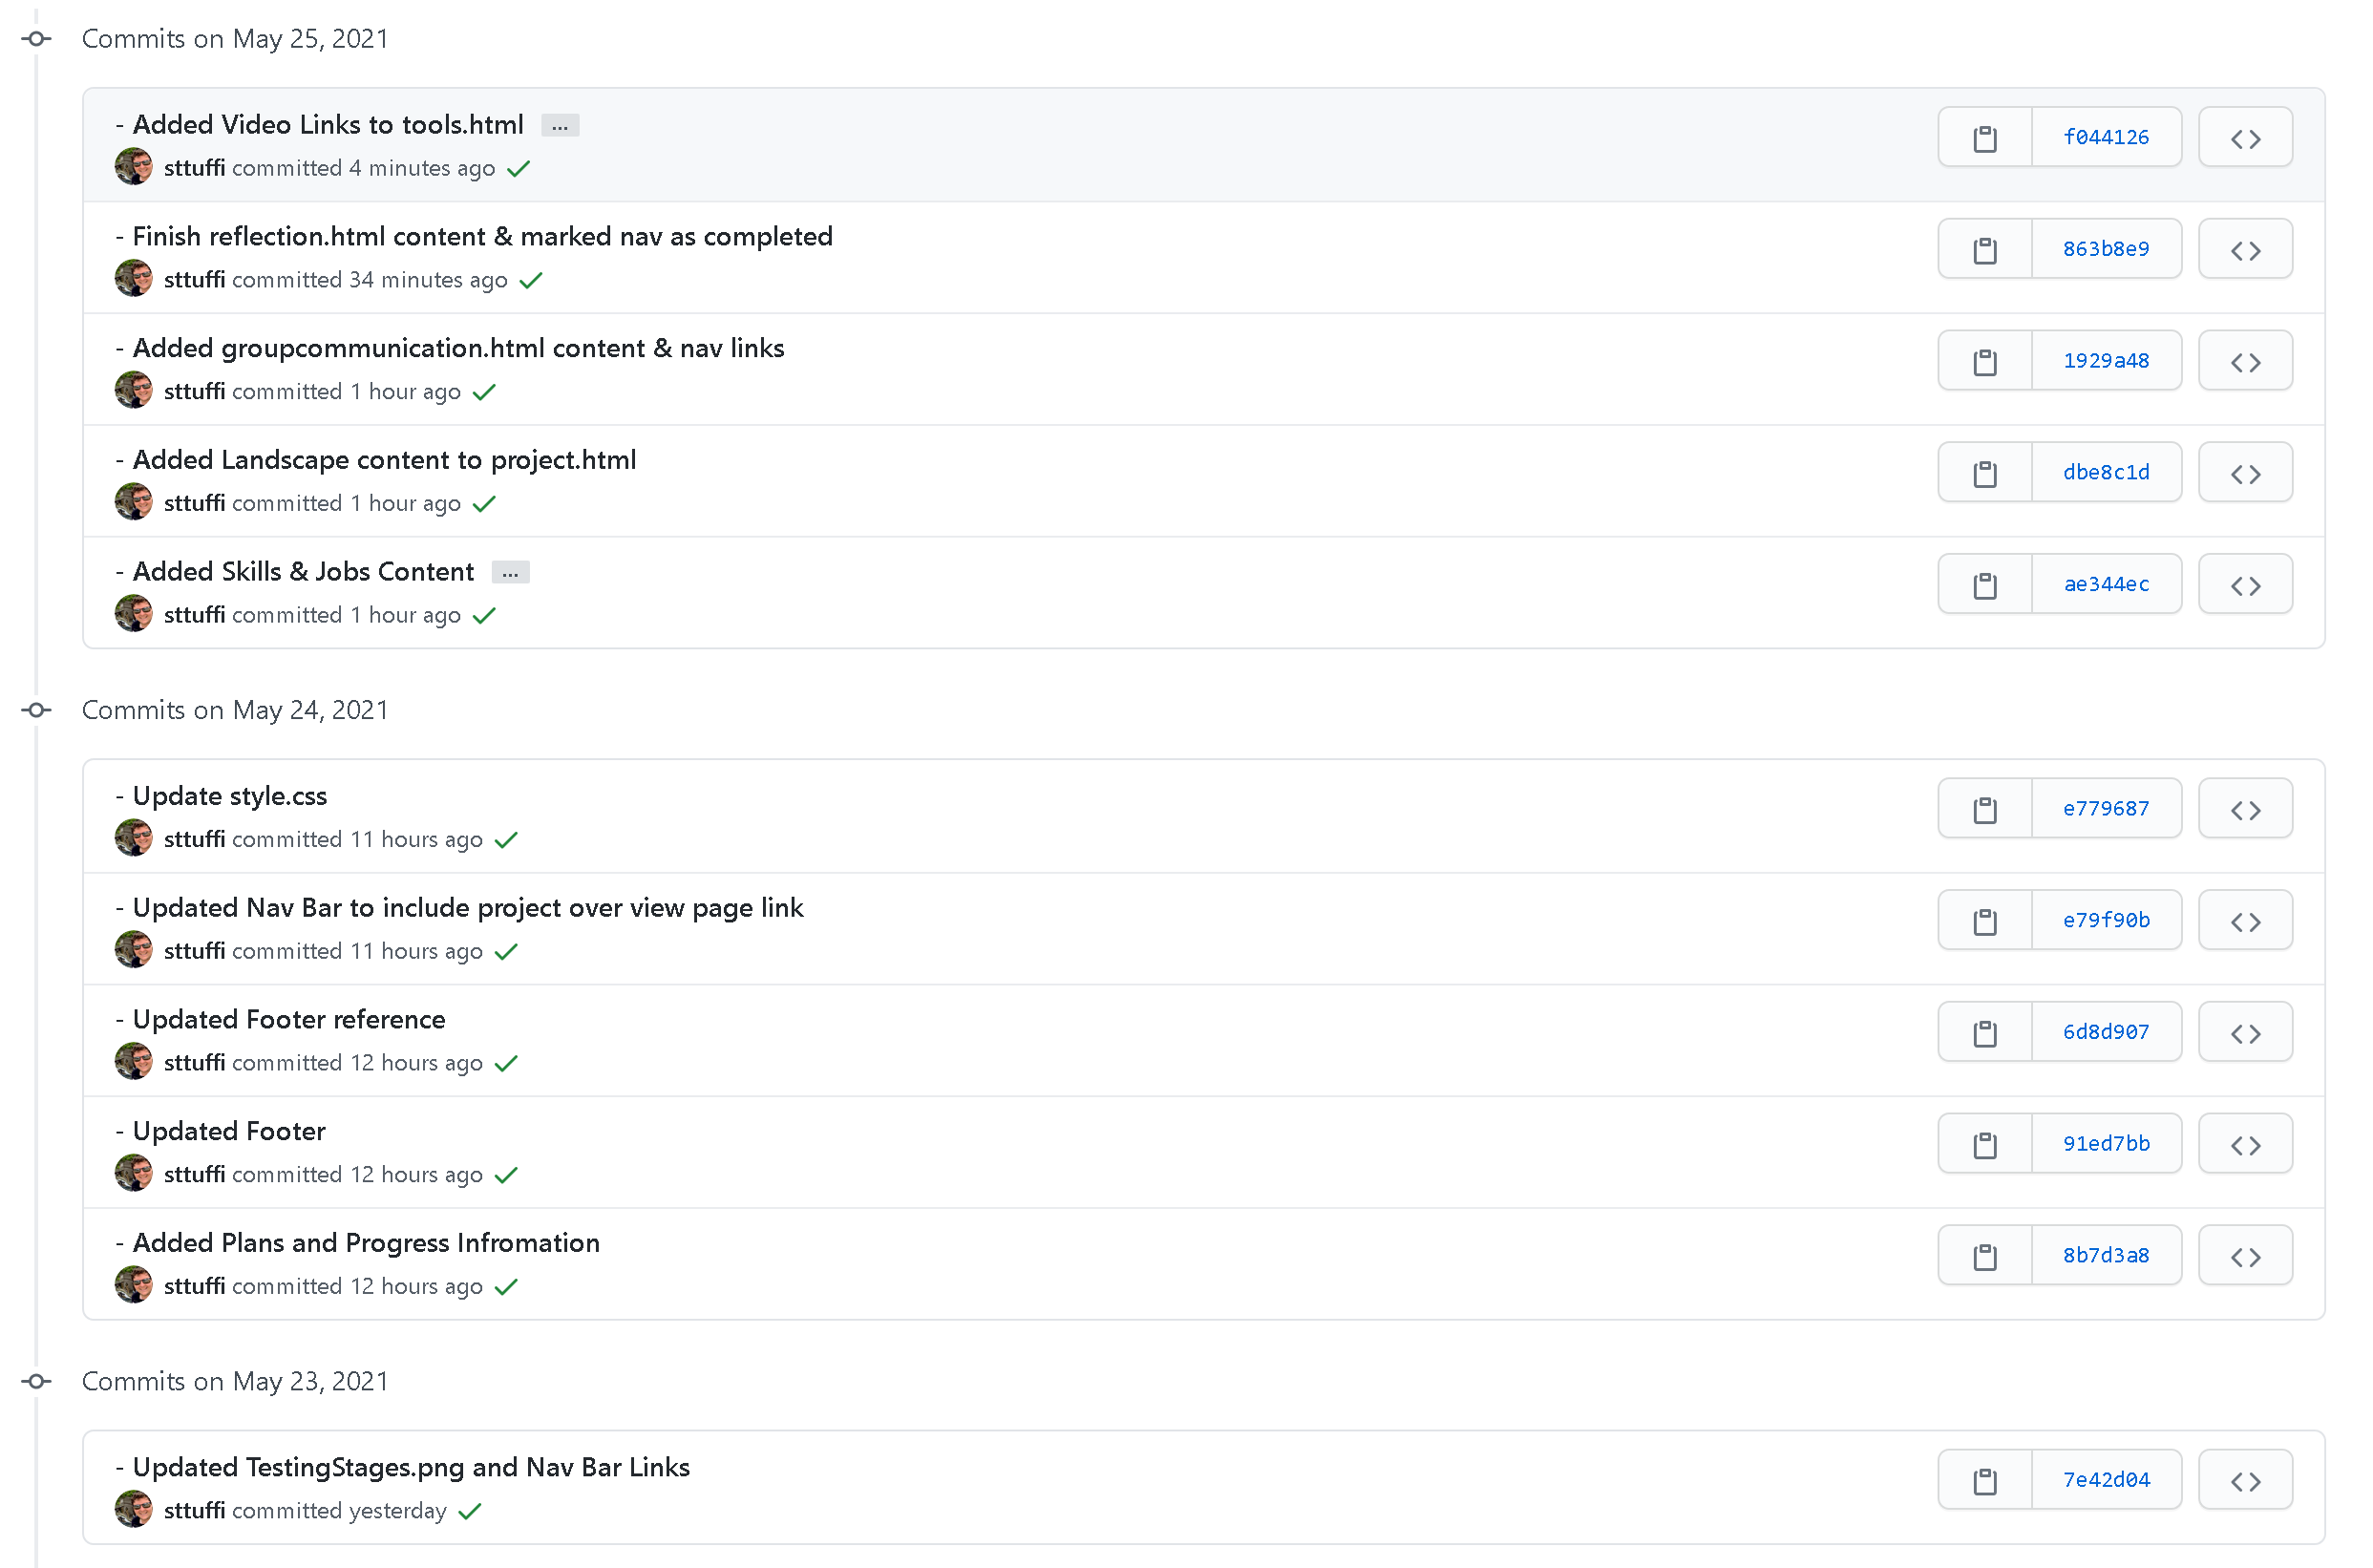 Commits on May 25, 2021
- Added Video Links to tools.html ...
sttuffi committed 4 minutes ago
f044126
- Finish reflection.html content & marked nav as completed
sttuffi committed 34 minutes ago
863b8e9
- Added groupcommunication.html content & nav links
sttuffi committed 1 hour ago
1929a48
- Added Landscape content to project.html
sttuffi committed 1 hour ago
dbe8c1d
- Added Skills & Jobs Content ...
sttuffi committed 1 hour ago
ae344ec
Commits on May 24, 2021
- Update style.css
sttuffi committed 11 hours ago
e779687
- Updated Nav Bar to include project over view page link
sttuffi committed 11 hours ago
e79f90b
- Updated Footer reference
sttuffi committed 12 hours ago
6d8d907
- Updated Footer
sttuffi committed 12 hours ago
91ed7bb
- Added Plans and Progress Infromation
sttuffi committed 12 hours ago
8b7d3a8
Commits on May 23, 2021
- Updated TestingStages.png and Nav Bar Links
sttuffi committed yesterday
7e42d04